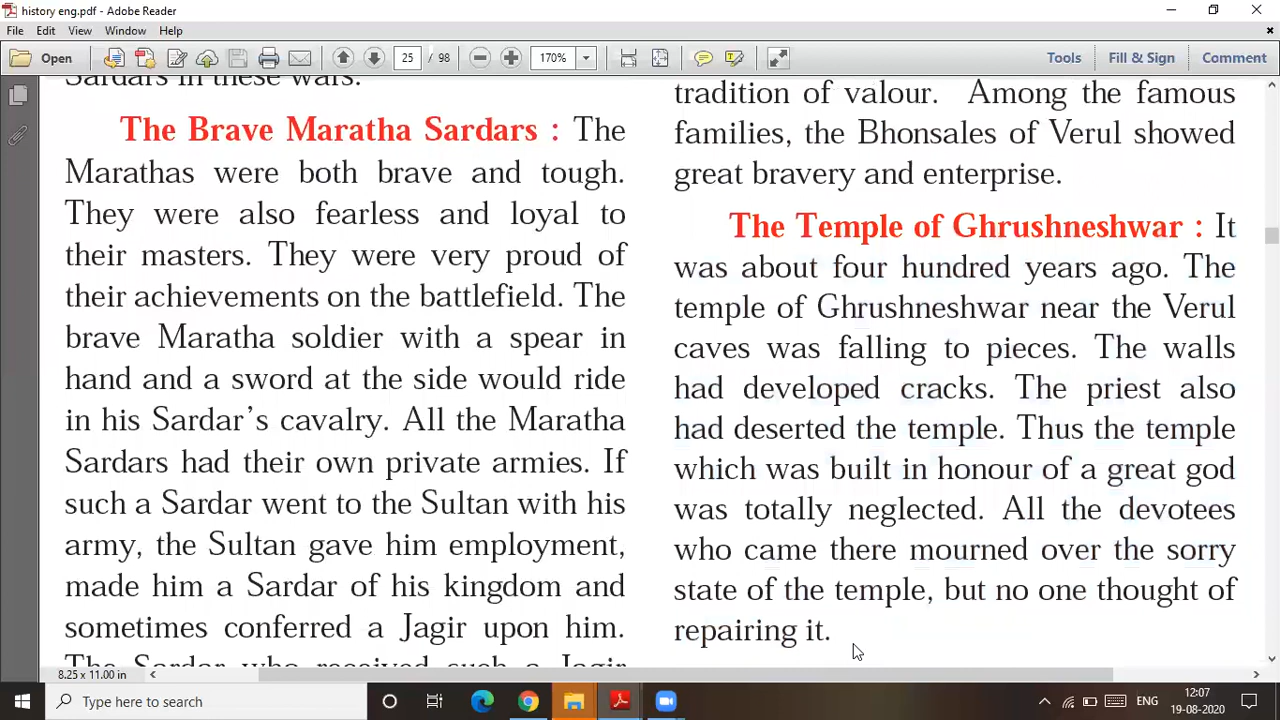 history eng.pdf - Adobe Reader
File Edit View Window Help
Open 25 / 98 170% Tools Fill & Sign Comment
Sardars in these wars.
The Brave Maratha Sardars : The
Marathas were both brave and tough.
They were also fearless and loyal to
their masters. They were very proud of
their achievements on the battlefield. The
brave Maratha soldier with a spear in
hand and a sword at the side would ride
in his Sardar's cavalry. All the Maratha
Sardars had their own private armies. If
such a Sardar went to the Sultan with his
army, the Sultan gave him employment,
made him a Sardar of his kingdom and
sometimes conferred a Jagir upon him.
The Sardar who received such a Jagir
tradition of valour. Among the famous
families, the Bhonsales of Verul showed
great bravery and enterprise.
The Temple of Ghrushneshwar : It
was about four hundred years ago. The
temple of Ghrushneshwar near the Verul
caves was falling to pieces. The walls
had developed cracks. The priest also
had deserted the temple. Thus the temple
which was built in honour of a great god
was totally neglected. All the devotees
who came there mourned over the sorry
state of the temple, but no one thought of
repairing it.
8.25 x 11.00 in
Type here to search
ENG
12:07
19-08-2020